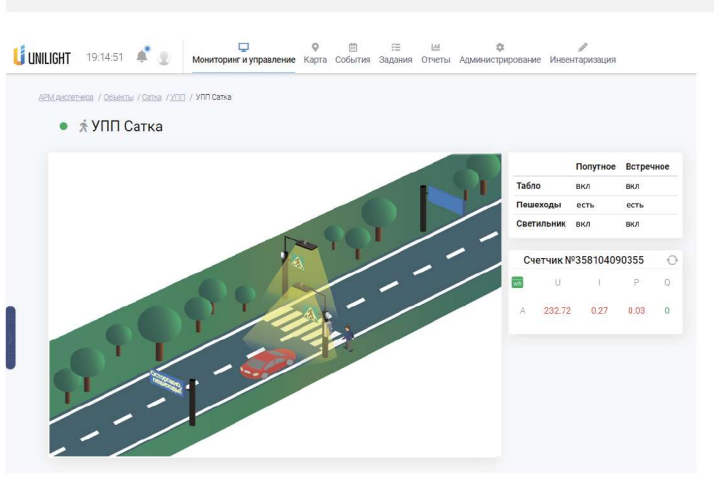 UNILIGHT 19:14:51 Мониторинг и управление Карта События Задания Отчеты Администрирование Инвентаризация
АРМ диспетчера / Объекты / Сатка / УПП / УПП Сатка
УПП Сатка
Попутное Встречное
Табло вкл вкл
Пешеходы есть есть
Светильник вкл вкл
Счетчик №358104090355
U I P Q
A 232.72 0.27 0.03 0
ОСТОРОЖНО
ПЕШЕХОДЫ